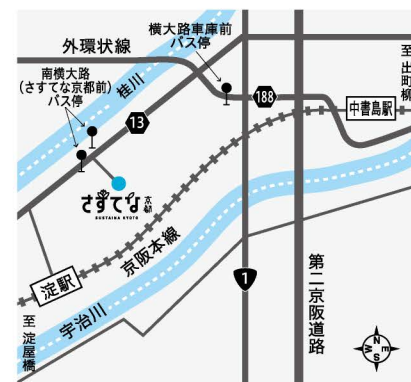 外環状線
横大路車庫前
バス停
至 出町柳
南横大路
(さすてな京都前)
バス停
桂川
13
188
中書島駅
さすてな京都
SUSTAINA KYOTO
京阪本線
淀駅
宇治川
1
第二京阪道路
至 淀屋橋
N
E
S
W